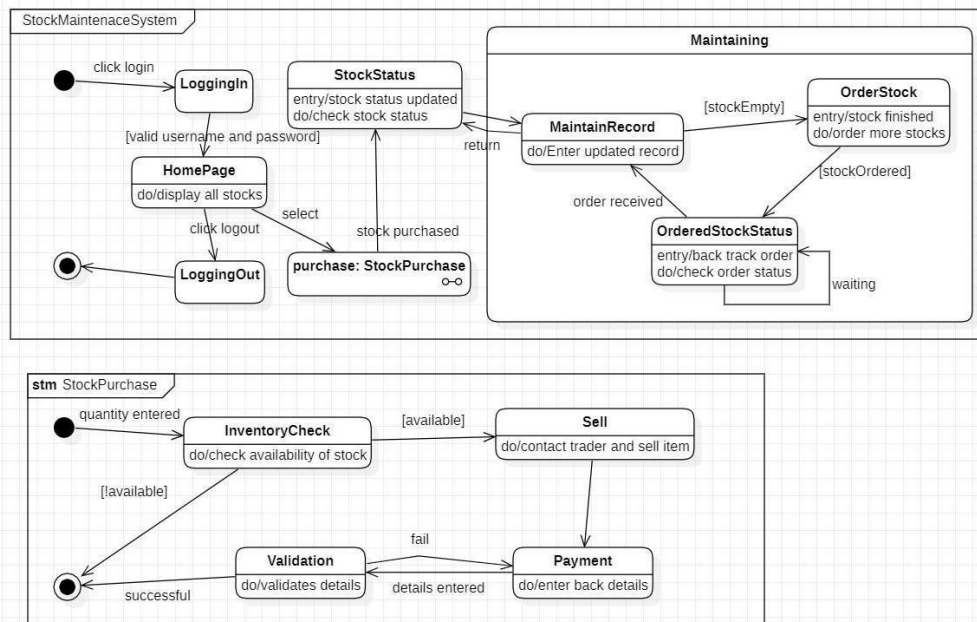 StockMaintenaceSystem
click login
LoggingIn
[valid username and password]
HomePage
do/display all stocks
click logout
select
LoggingOut
StockStatus
entry/stock status updated
do/check stock status
return
stock purchased
purchase: StockPurchase
Maintaining
MaintainRecord
do/Enter updated record
[stockEmpty]
OrderStock
entry/stock finished
do/order more stocks
[stockOrdered]
order received
OrderedStockStatus
entry/back track order
do/check order status
waiting
stm StockPurchase
quantity entered
InventoryCheck
do/check availability of stock
[available]
Sell
do/contact trader and sell item
[!available]
Validation
do/validates details
fail
details entered
Payment
do/enter back details
successful